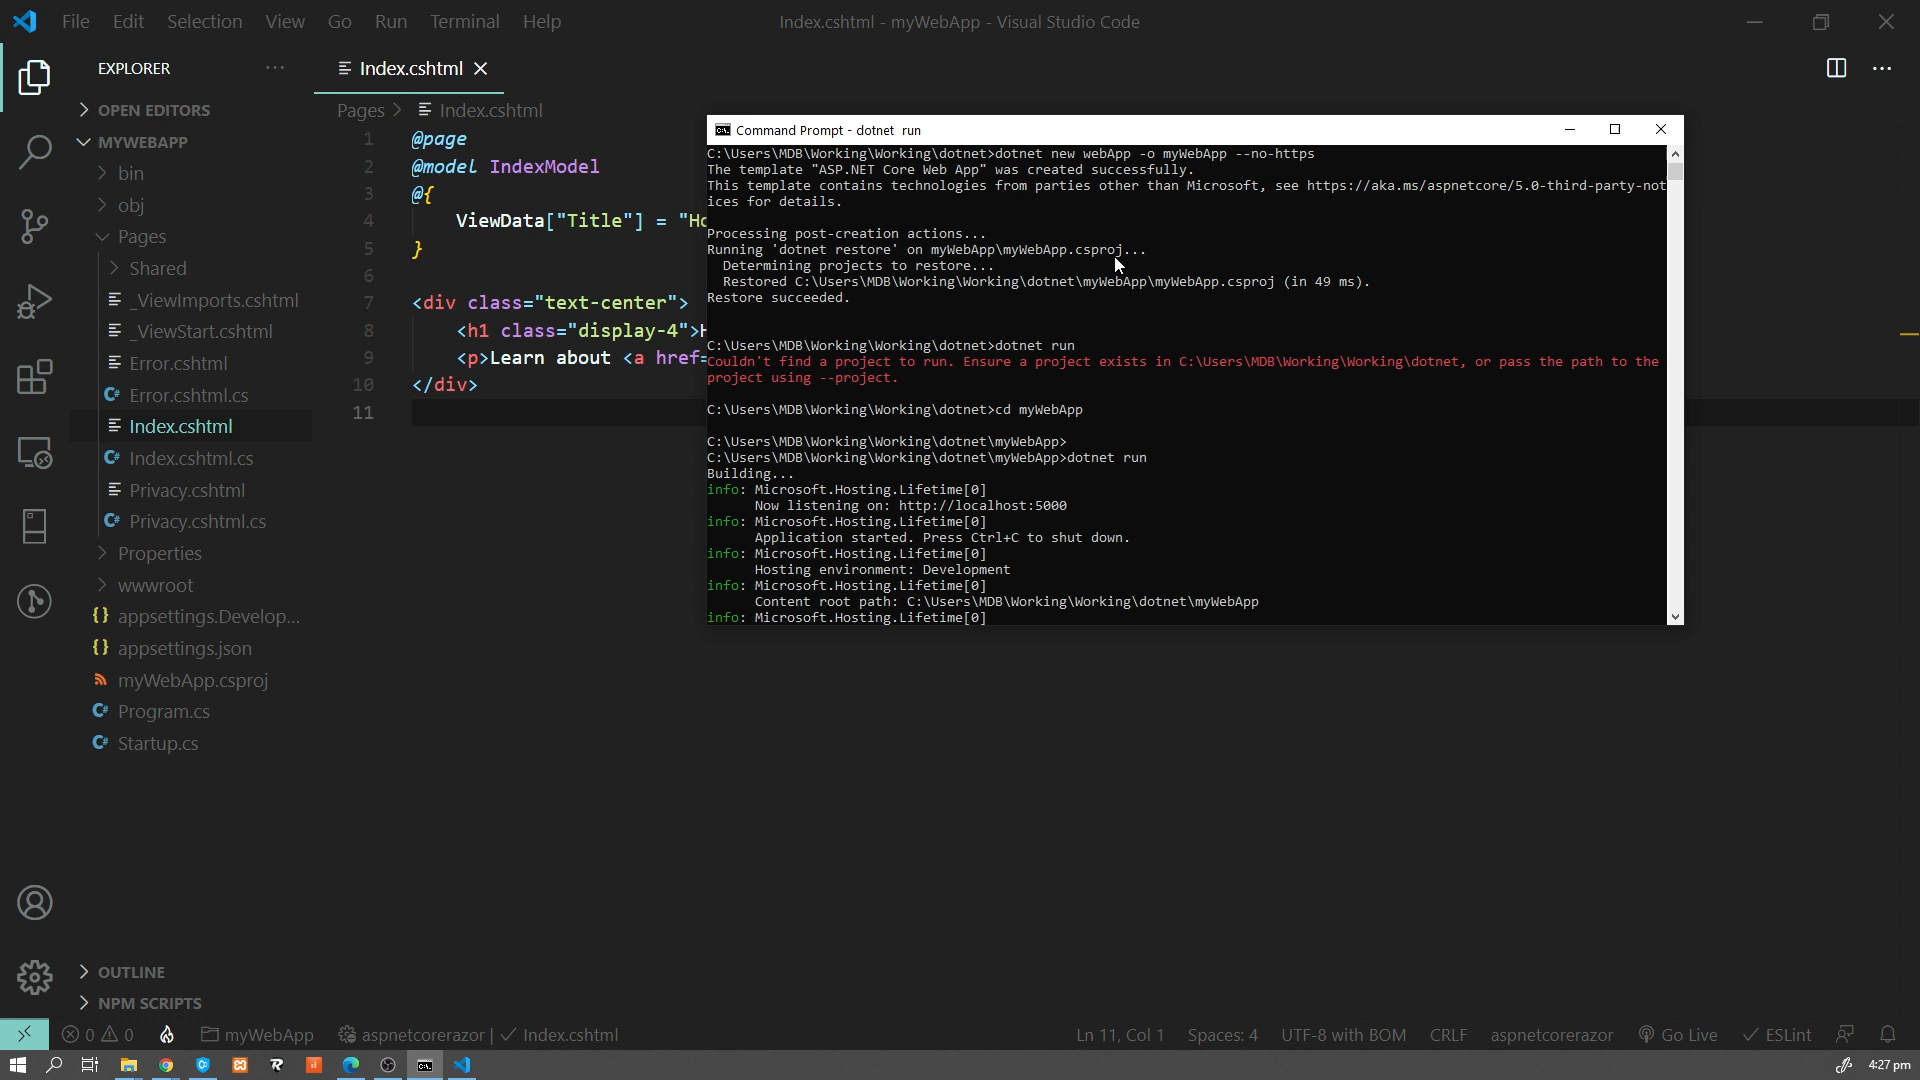 File Edit Selection View Go Run Terminal Help
Index.cshtml - myWebApp - Visual Studio Code
EXPLORER
OPEN EDITORS
MYWEBAPP
bin
obj
Pages
Shared
_ViewImports.cshtml
_ViewStart.cshtml
Error.cshtml
Error.cshtml.cs
Index.cshtml
Index.cshtml.cs
Privacy.cshtml
Privacy.cshtml.cs
Properties
wwwroot
appsettings.Develop...
appsettings.json
myWebApp.csproj
Program.cs
Startup.cs
OUTLINE
NPM SCRIPTS
Index.cshtml
Pages > Index.cshtml
1 @page
2 @model IndexModel
3 @{
4 ViewData["Title"] = "Ho
5 }
6
7 <div class="text-center">
8 <h1 class="display-4">
9 <p>Learn about <a href=
10 </div>
11
Command Prompt - dotnet run
C:\Users\MDB\Working\Working\dotnet>dotnet new webApp -o myWebApp --no-https
The template "ASP.NET Core Web App" was created successfully.
This template contains technologies from parties other than Microsoft, see https://aka.ms/aspnetcore/5.0-third-party-not
ices for details.
Processing post-creation actions...
Running 'dotnet restore' on myWebApp\myWebApp.csproj...
Determining projects to restore...
Restored C:\Users\MDB\Working\Working\dotnet\myWebApp\myWebApp.csproj (in 49 ms).
Restore succeeded.
C:\Users\MDB\Working\Working\dotnet>dotnet run
Couldn't find a project to run. Ensure a project exists in C:\Users\MDB\Working\Working\dotnet, or pass the path to the
project using --project.
C:\Users\MDB\Working\Working\dotnet>cd myWebApp
C:\Users\MDB\Working\Working\dotnet\myWebApp>
C:\Users\MDB\Working\Working\dotnet\myWebApp>dotnet run
Building...
info: Microsoft.Hosting.Lifetime[0]
Now listening on: http://localhost:5000
info: Microsoft.Hosting.Lifetime[0]
Application started. Press Ctrl+C to shut down.
info: Microsoft.Hosting.Lifetime[0]
Hosting environment: Development
info: Microsoft.Hosting.Lifetime[0]
Content root path: C:\Users\MDB\Working\Working\dotnet\myWebApp
info: Microsoft.Hosting.Lifetime[0]
0 0 myWebApp aspnetcorerazor | Index.cshtml
Ln 11, Col 1 Spaces: 4 UTF-8 with BOM CRLF aspnetcorerazor Go Live ESLint
4:27 pm